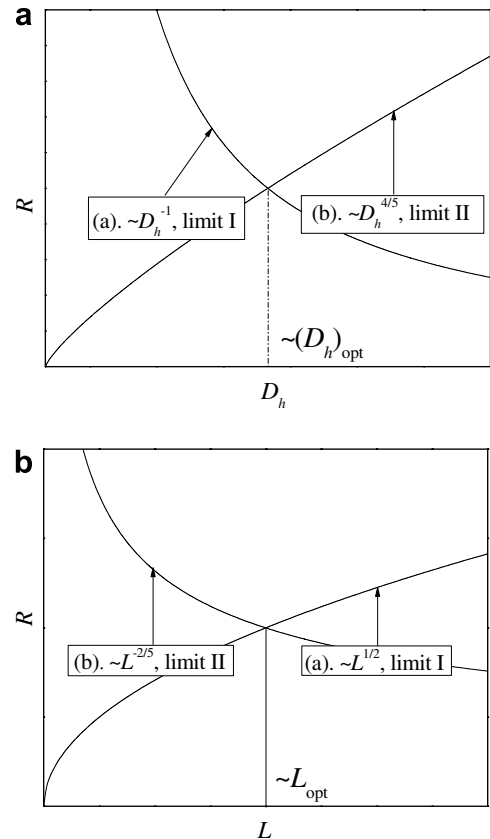 a
R
(a). ~D_h^-1, limit I
(b). ~D_h^4/5, limit II
~(D_h)_opt
D_h
b
R
(b). ~L^-2/5, limit II
(a). ~L^1/2, limit I
~L_opt
L